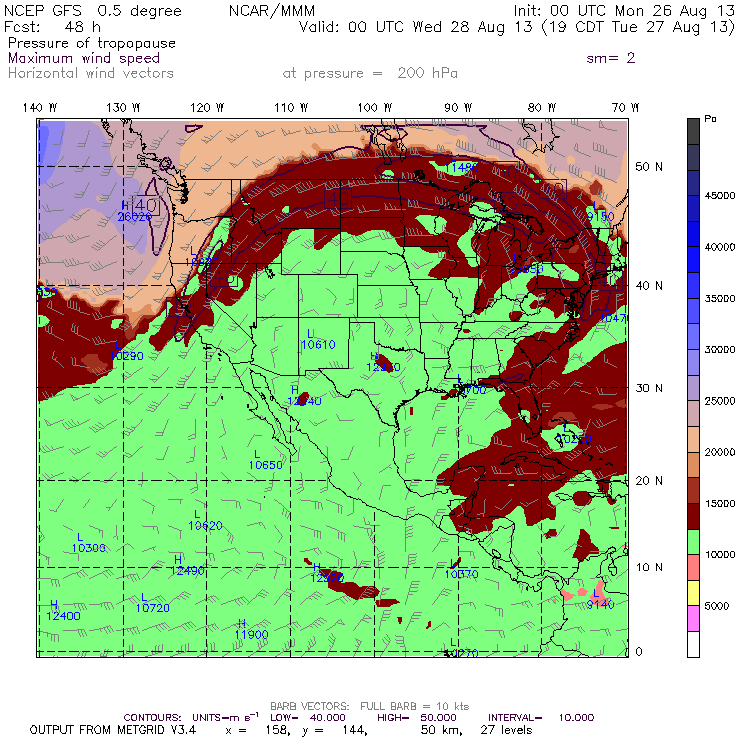 NCEP GFS 0.5 degree NCAR/MMM Init: 00 UTC Mon 26 Aug 13
Fcst: 48 h Valid: 00 UTC Wed 28 Aug 13 (19 CDT Tue 27 Aug 13)
Pressure of tropopause
Maximum wind speed sm= 2
Horizontal wind vectors at pressure = 200 hPa
140 W 130 W 120 W 110 W 100 W 90 W 80 W 70 W
Pa
50 N
1480
45000
H 40 L
26020 9150
40000
L L
40 N
35000
10470
L
10610
10290
30000
H
30 N
H L
25000
L
L
10650
20000
20 N
L
10620
15000
L
10300
H
12490
10000
10 N
H
10370
H L L
12400 10720 9140
5000
H
11900
L
10270
0
BARB VECTORS: FULL BARB = 10 kts
CONTOURS: UNITS=m s⁻¹ LOW= 40.000 HIGH= 50.000 INTERVAL= 10.000
OUTPUT FROM METGRID V3.4 x = 158, y = 144, 50 km, 27 levels